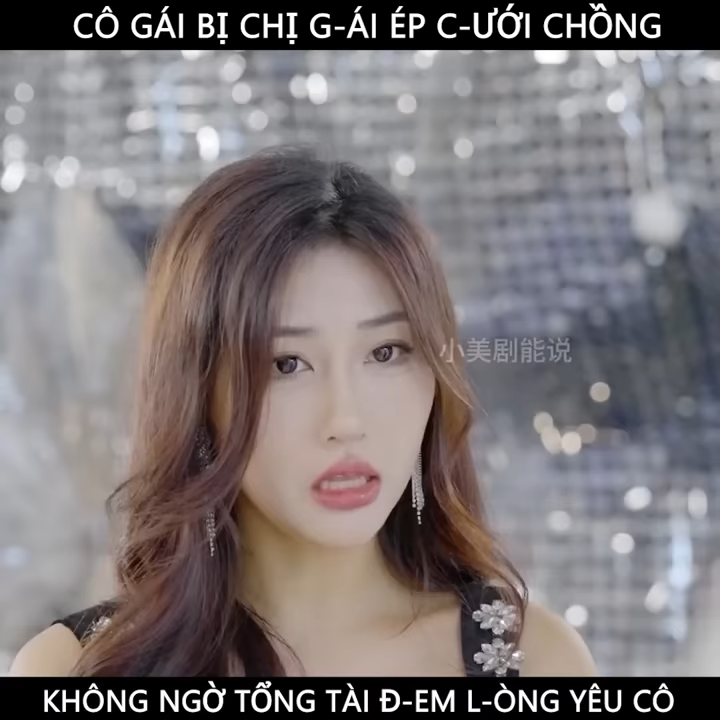 CÔ GÁI BỊ CHỊ G-ÁI ÉP C-ƯỚI CHỒNG
小美剧能说
KHÔNG NGỜ TỔNG TÀI Đ-EM L-ÒNG YÊU CÔ